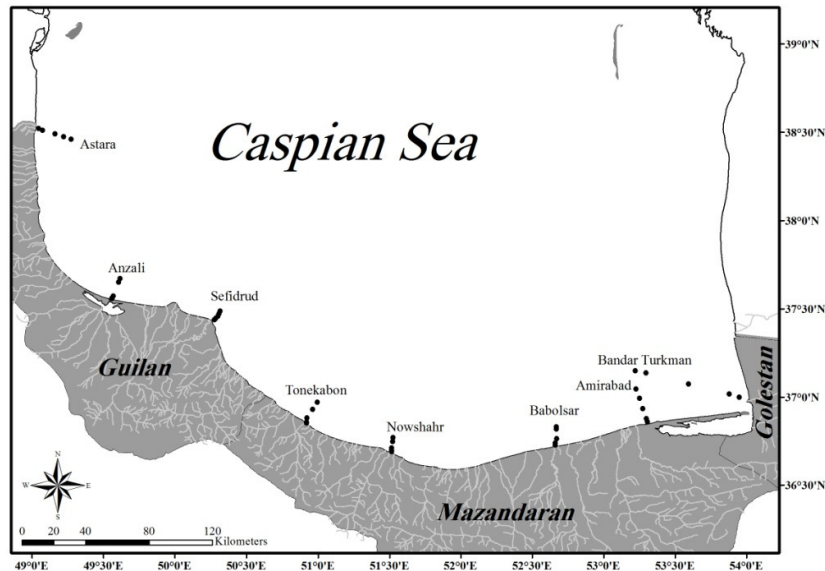 39°0'N
Astara
Caspian Sea
38°30'N
38°0'N
Anzali
Sefidrud
37°30'N
Guilan
Tonekabon
Bandar Turkman
Amirabad
Golestan
37°0'N
Nowshahr
Babolsar
Mazandaran
36°30'N
N
W E
S
0 20 40 80 120
Kilometers
49°0'E 49°30'E 50°0'E 50°30'E 51°0'E 51°30'E 52°0'E 52°30'E 53°0'E 53°30'E 54°0'E